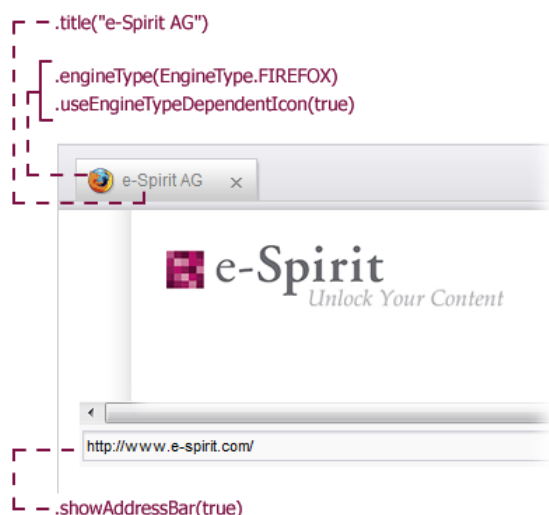 .title("e-Spirit AG")
.engineType(EngineType.FIREFOX)
.useEngineTypeDependentIcon(true)
e-Spirit AG
e-Spirit
Unlock Your Content
http://www.e-spirit.com/
.showAddressBar(true)